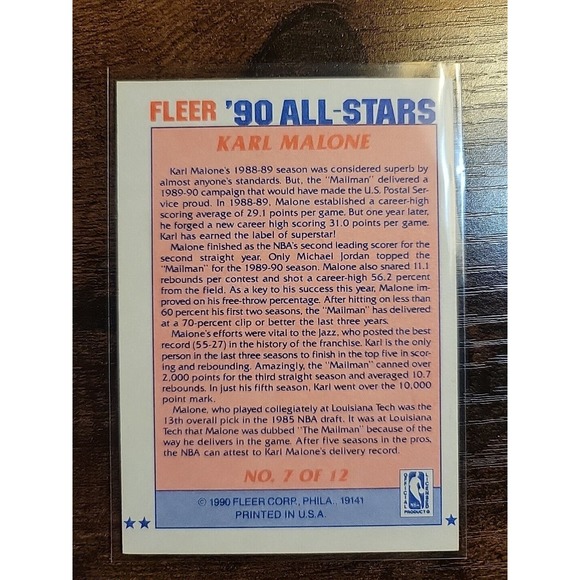 FLEER '90 ALL-STARS
KARL MALONE
Karl Malone's 1988-89 season was considered superb by
almost anyone's standards. But, the "Mailman" delivered a
1989-90 campaign that would have made the U.S. Postal Ser-
vice proud. In 1988-89, Malone established a career-high
scoring average of 29.1 points per game. But one year later,
he forged a new career high scoring 31.0 points per game.
Karl has earned the label of superstar!
Malone finished as the NBA's second leading scorer for the
second straight year. Only Michael Jordan topped the
"Mailman" for the 1989-90 season. Malone also snared 11.1
rebounds per contest and shot a career-high 56.2 percent
from the field. As a key to his success this year, Malone im-
proved on his free-throw percentage. After hitting on less than
60 percent his first two seasons, the "Mailman" has delivered
at a 70-percent clip or better the last three years.
Malone's efforts were vital to the Jazz, who posted the best
record (55-27) in the history of the franchise. Karl is the only
person in the last three seasons to finish in the top five in scor-
ing and rebounding. Amazingly, the "Mailman" canned over
2,000 points for the third straight season and averaged 10.7
rebounds. In just his fifth season, Karl went over the 10,000
point mark.
Malone, who played collegiately at Louisiana Tech was the
13th overall pick in the 1985 NBA draft. It was at Louisiana
Tech that Malone was dubbed "The Mailman" because of
the way he delivers in the game. After five seasons in the pros,
the NBA can attest to Karl Malone's delivery record.
NO. 7 OF 12
© 1990 FLEER CORP., PHILA., 19141
PRINTED IN U.S.A.
OFFICIAL
LICENSED
NBA
PRODUCT